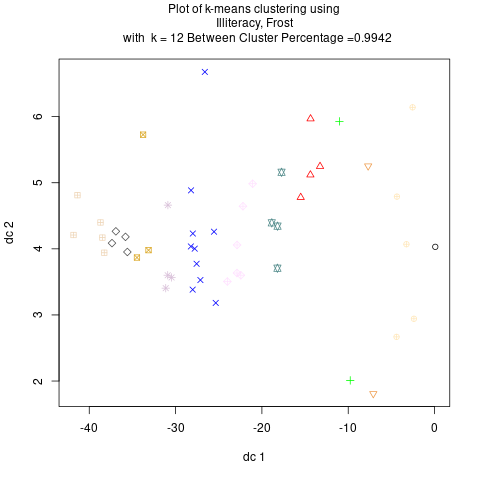 Plot of k-means clustering using
Illiteracy, Frost
with  k = 12 Between Cluster Percentage =0.9942
dc 2
6
5
4
3
2
-40
-30
-20
-10
0
dc 1